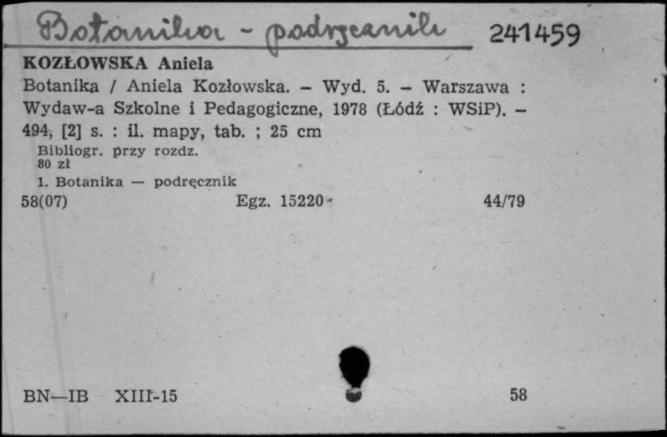 Botanika - podręcznik 241459
KOZŁOWSKA Aniela
Botanika / Aniela Kozłowska. — Wyd. 5. — Warszawa :
Wydaw-a Szkolne i Pedagogiczne, 1978 (Łódź : WSiP). —
494, [2] s. : il. mapy, tab. ; 25 cm
Bibliogr. przy rozdz.
80 zł
1. Botanika — podręcznik
58(07) Egz. 15220 44/79
BN—IB XIII-15 58